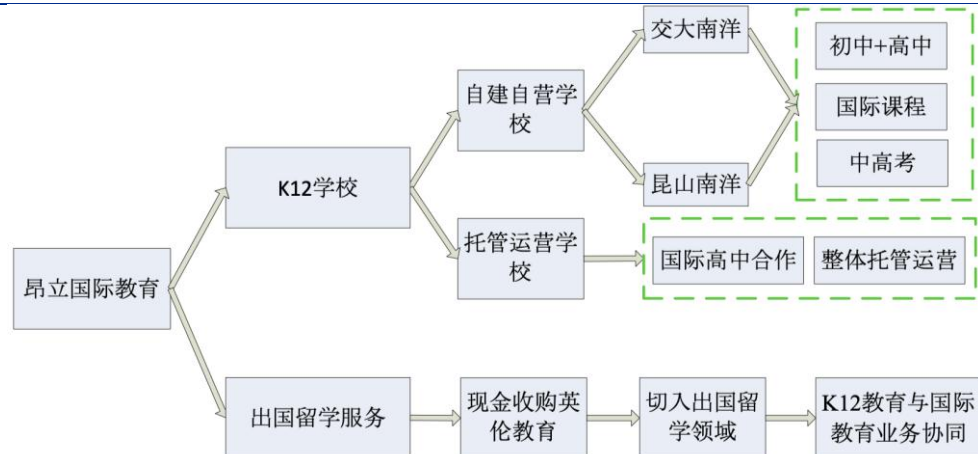 昂立国际教育
K12学校
自建自营学
校
交大南洋
昆山南洋
初中+高中
国际课程
中高考
托管运营学
校
国际高中合作
整体托管运营
出国留学服务
现金收购英
伦教育
切入出国留
学领域
K12教育与国际
教育业务协同